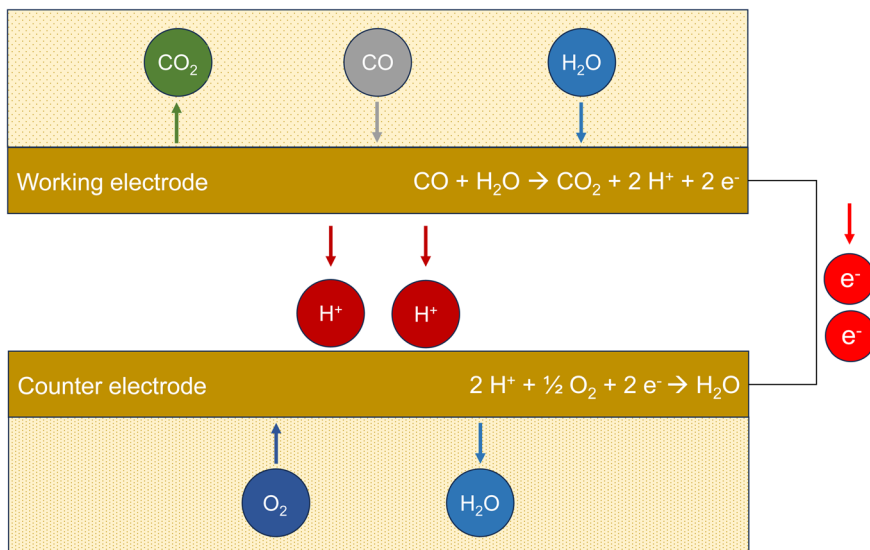 CO₂ CO H₂O
Working electrode CO + H₂O → CO₂ + 2 H⁺ + 2 e⁻
H⁺ H⁺ e⁻
e⁻
Counter electrode 2 H⁺ + ½ O₂ + 2 e⁻ → H₂O
O₂ H₂O